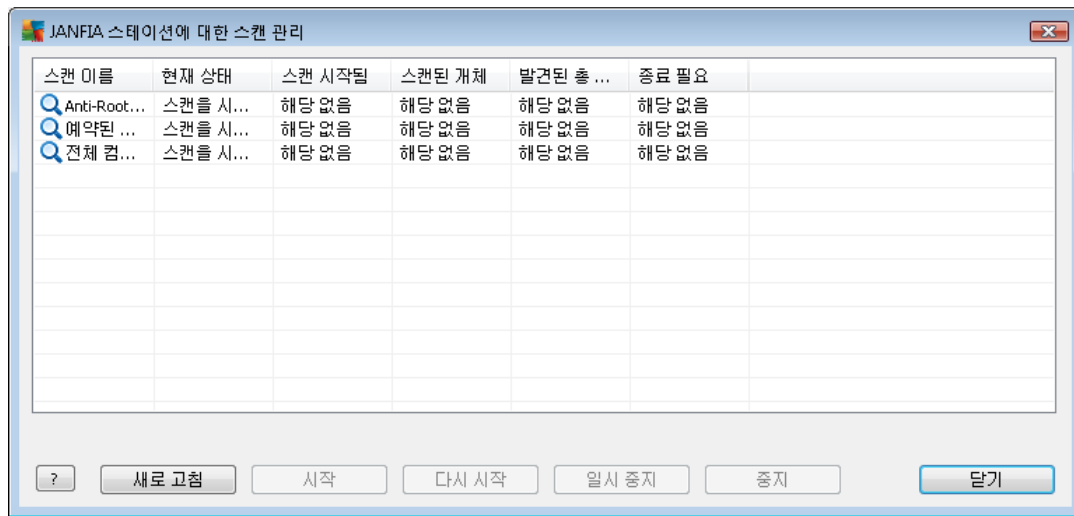 JANFIA 스테이션에 대한 스캔 관리
스캔 이름 현재 상태 스캔 시작됨 스캔된 개체 발견된 총 ... 종료 필요
Anti-Root... 스캔을 시... 해당 없음 해당 없음 해당 없음 해당 없음
예약된 ... 스캔을 시... 해당 없음 해당 없음 해당 없음 해당 없음
전체 컴... 스캔을 시... 해당 없음 해당 없음 해당 없음 해당 없음
? 새로 고침 시작 다시 시작 일시 중지 중지 닫기